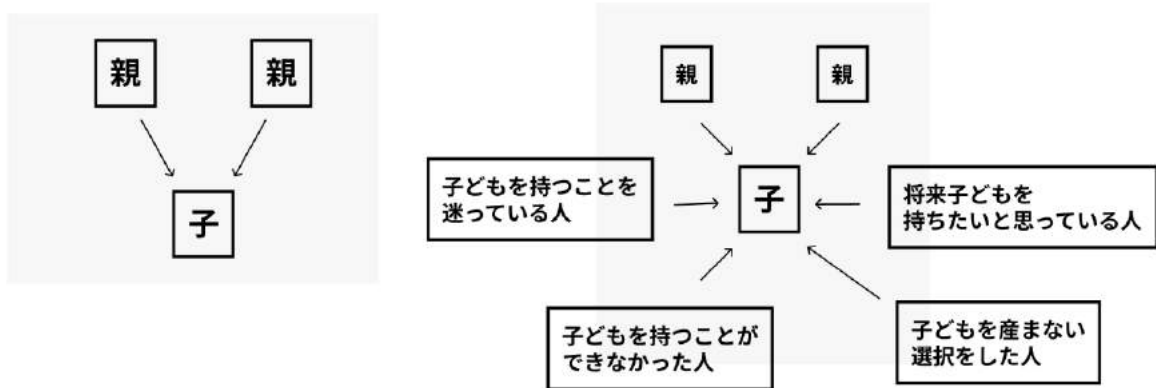 親
親
子
親
親
子どもを持つことを
迷っている人
子
将来子どもを
持ちたいと思っている人
子どもを持つことが
できなかった人
子どもを産まない
選択をした人